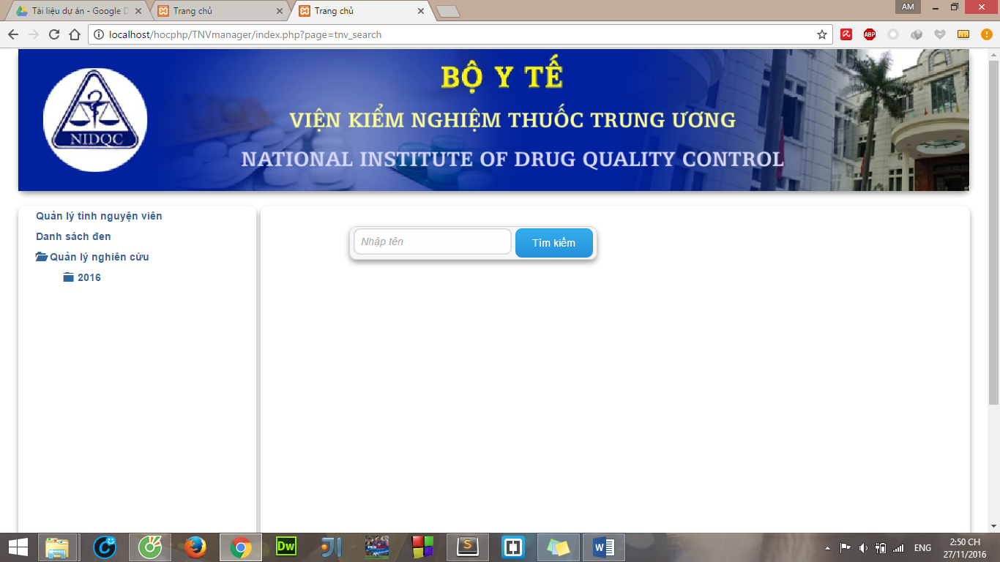 Tài liệu dự án - Google D
Trang chủ
Trang chủ
AM
localhost/hocphp/TNVmanager/index.php?page=tnv_search
ABP
NIDQC
BỘ Y TẾ
VIỆN KIỂM NGHIỆM THUỐC TRUNG ƯƠNG
NATIONAL INSTITUTE OF DRUG QUALITY CONTROL
Quản lý tình nguyện viên
Danh sách đen
Quản lý nghiên cứu
2016
Nhập tên
Tìm kiếm
Dw
ENG
2:50 CH
27/11/2016